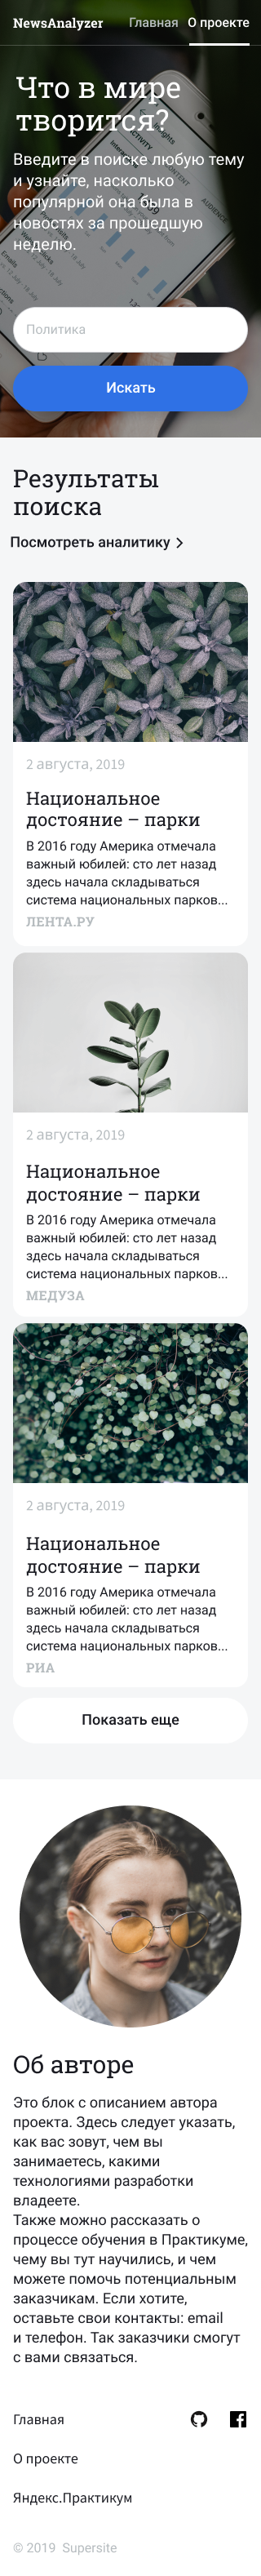 NewsAnalyzer Главная О проекте
Что в мире
творится?
Введите в поиске любую тему
и узнайте, насколько
популярной она была в
новостях за прошедшую
неделю.
Политика
Искать
Результаты
поиска
Посмотреть аналитику
2 августа, 2019
Национальное
достояние – парки
В 2016 году Америка отмечала
важный юбилей: сто лет назад
здесь начала складываться
система национальных парков...
ЛЕНТА.РУ
2 августа, 2019
Национальное
достояние – парки
В 2016 году Америка отмечала
важный юбилей: сто лет назад
здесь начала складываться
система национальных парков...
МЕДУЗА
2 августа, 2019
Национальное
достояние – парки
В 2016 году Америка отмечала
важный юбилей: сто лет назад
здесь начала складываться
система национальных парков...
РИА
Показать еще
Об авторе
Это блок с описанием автора
проекта. Здесь следует указать,
как вас зовут, чем вы
занимаетесь, какими
технологиями разработки
владеете.
Также можно рассказать о
процессе обучения в Практикуме,
чему вы тут научились, и чем
можете помочь потенциальным
заказчикам. Если хотите,
оставьте свои контакты: email
и телефон. Так заказчики смогут
с вами связаться.
Главная
О проекте
Яндекс.Практикум
© 2019 Supersite